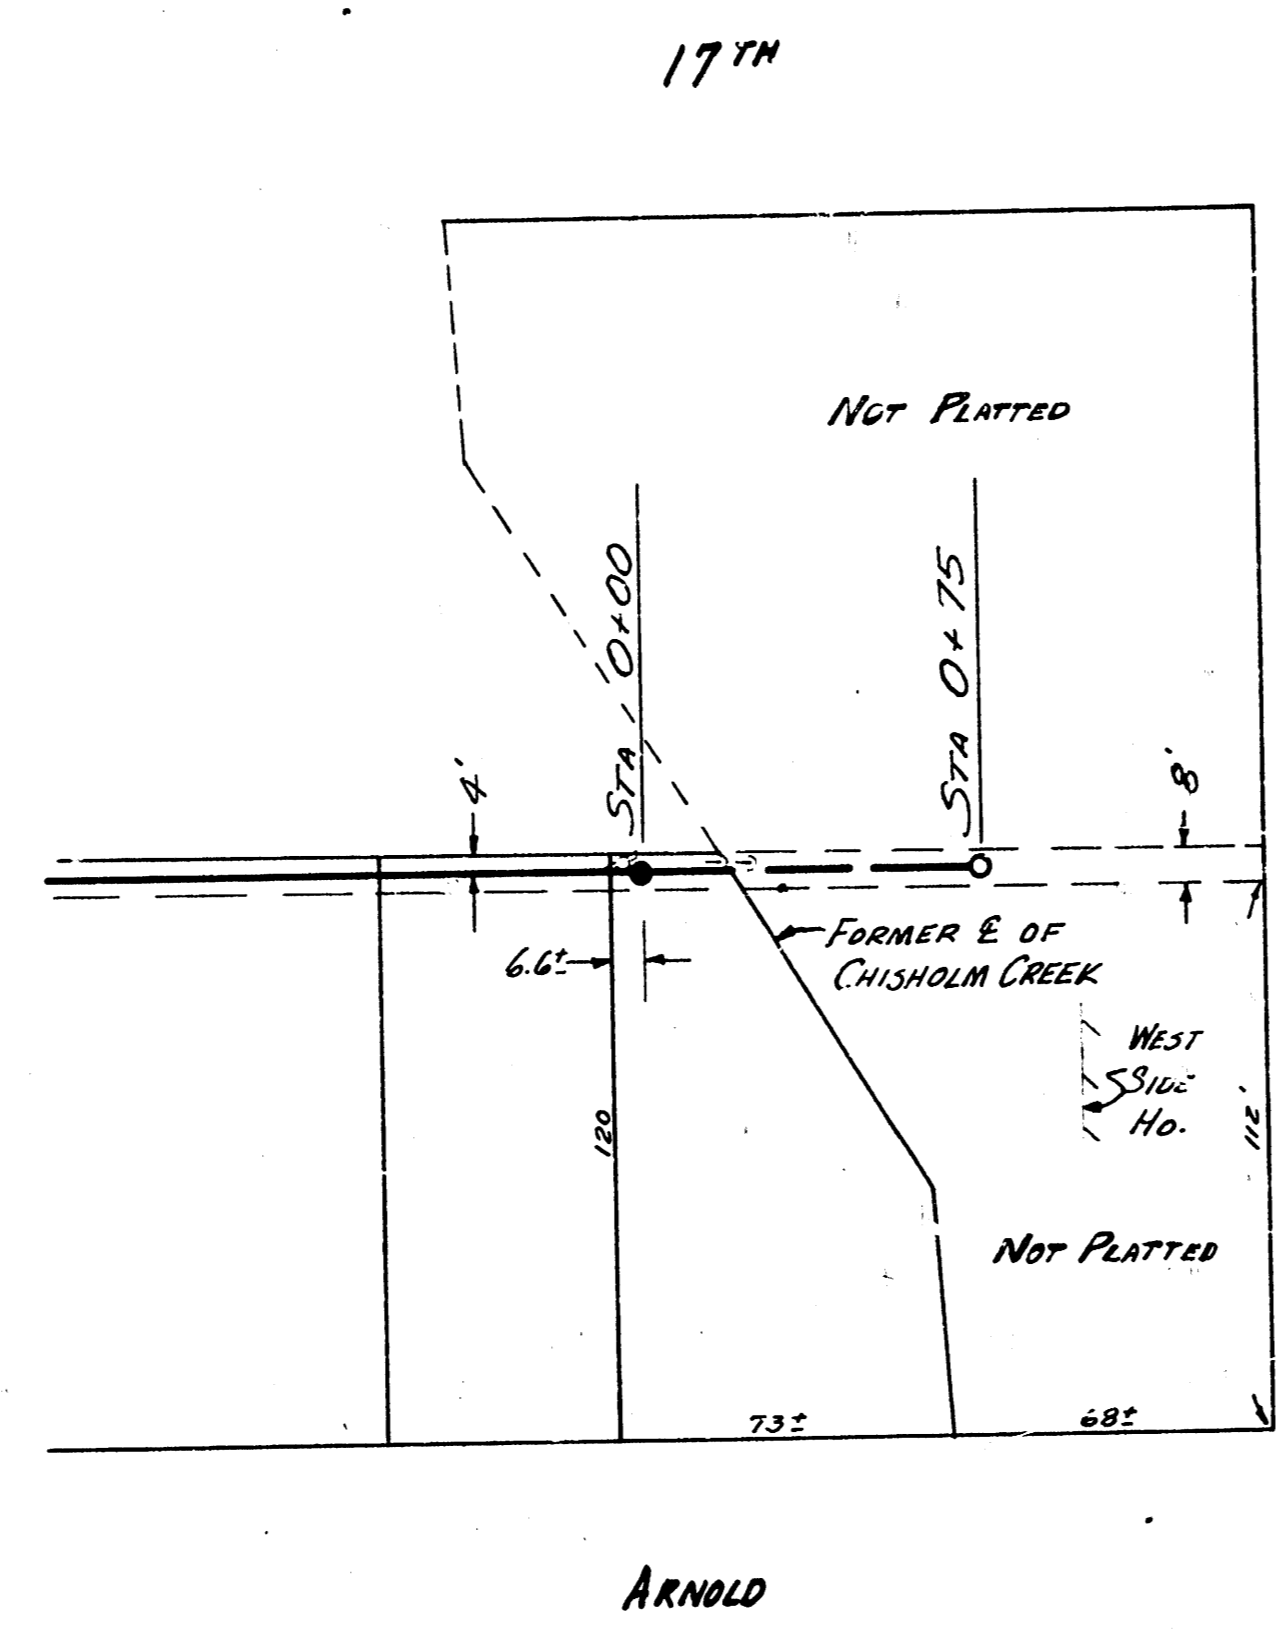 17TH
NOT PLATTED
STA 0+00
STA 0+75
4'
8'
6.6±
FORMER ℄ OF
CHISHOLM CREEK
WEST
SIDE
HO.
120
112'
NOT PLATTED
73±
68±
ARNOLD